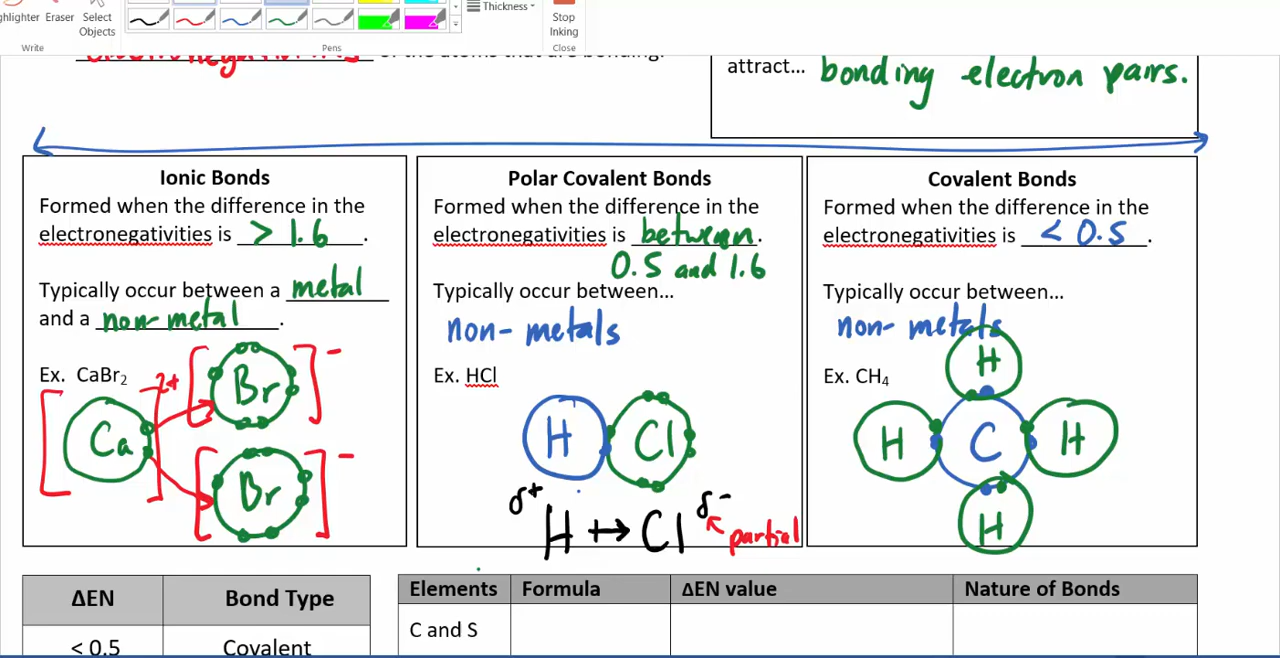 ghlighter Eraser Select Objects
Thickness
Stop Inking
Write
Pens
Close
electronegativities of the atoms that are bonding.
attract... bonding electron pairs.
Ionic Bonds
Formed when the difference in the
electronegativities is > 1.6.
Typically occur between a metal
and a non-metal.
Ex. CaBr₂
[Ca]2+
[Br]−
[Br]−
Polar Covalent Bonds
Formed when the difference in the
electronegativities is between.
0.5 and 1.6
Typically occur between...
non-metals
Ex. HCl
H Cl
δ+ H Cl δ−
partial
Covalent Bonds
Formed when the difference in the
electronegativities is < 0.5.
Typically occur between...
non-metals
Ex. CH₄
H
H C H
H
ΔEN Bond Type
< 0.5 Covalent
Elements Formula ΔEN value Nature of Bonds
C and S